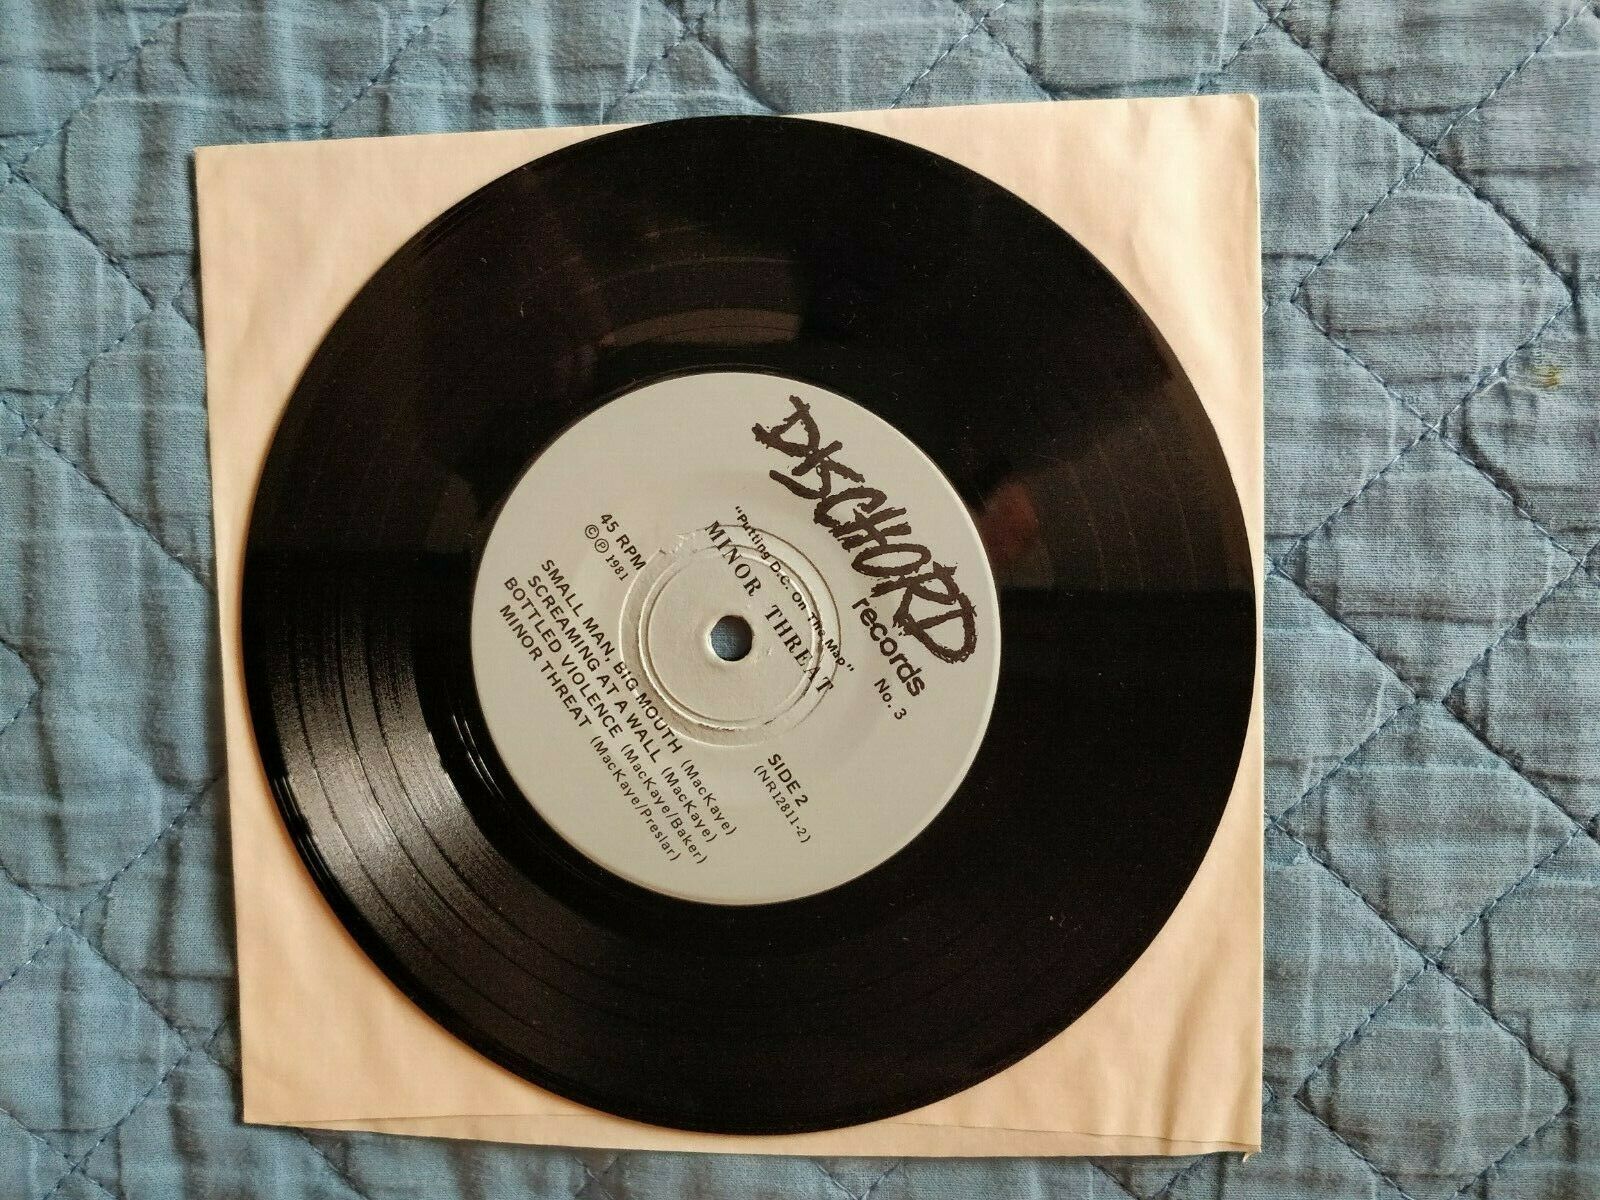 DISCHORD
records
No. 3
"Putting D.C. on The Map"
MINOR THREAT
45 RPM
©℗ 1981
SIDE 2
(NR12811-2)
SMALL MAN, BIG MOUTH (MacKaye)
SCREAMING AT A WALL (MacKaye)
BOTTLED VIOLENCE (MacKaye/Baker)
MINOR THREAT (MacKaye/Preslar)